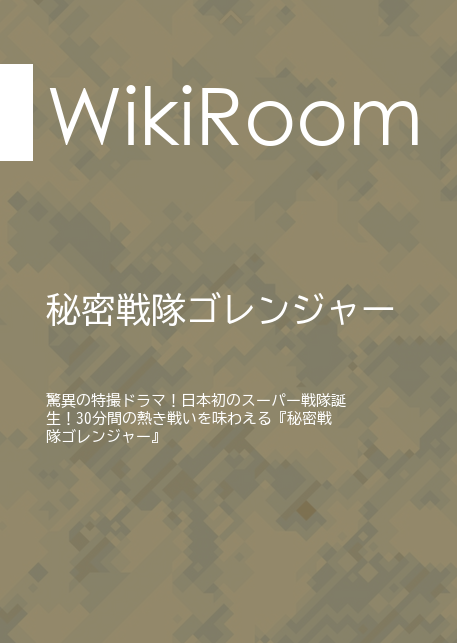 WikiRoom
秘密戦隊ゴレンジャー
驚異の特撮ドラマ！日本初のスーパー戦隊誕
生！30分間の熱き戦いを味わえる『秘密戦
隊ゴレンジャー』